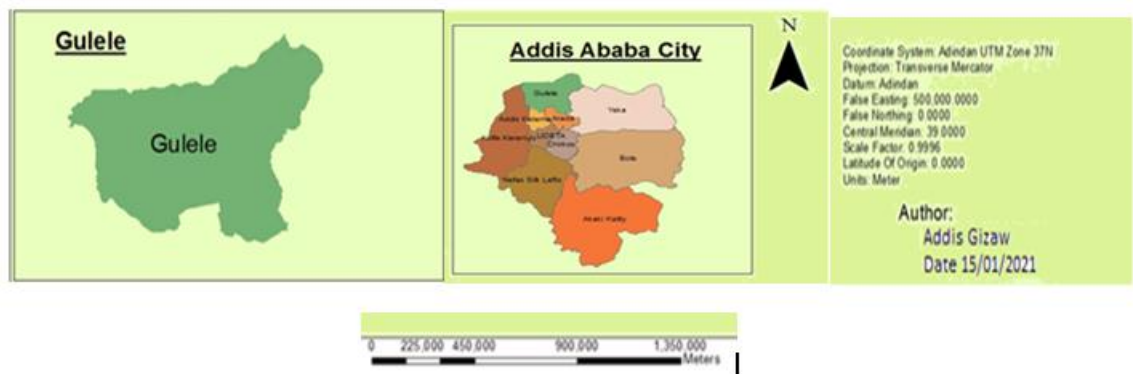 Gulele
Gulele
Addis Ababa City
Gulele
Yeka
Arada
Bole
Nefas Silk Lafto
Akaki Kality
N
Coordinate System: Adindan UTM Zone 37N
Projection: Transverse Mercator
Datum: Adindan
False Easting: 500,000.0000
False Northing: 0.0000
Central Meridian: 39.0000
Scale Factor: 0.9996
Latitude Of Origin: 0.0000
Units: Meter
Author:
Addis Gizaw
Date 15/01/2021
0 225,000 450,000 900,000 1,350,000
Meters